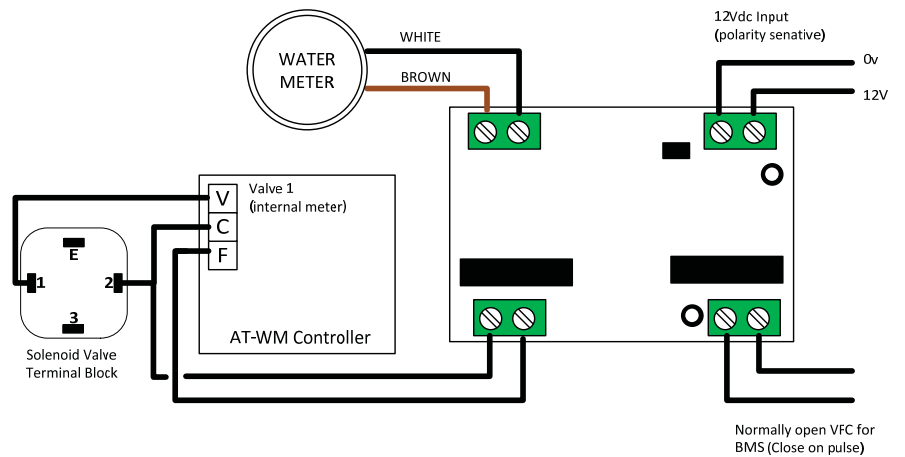 12Vdc Input
(polarity senative)
0v
12V
WHITE
BROWN
WATER
METER
V
C
F
Valve 1
(internal meter)
E
1
2
3
AT-WM Controller
Solenoid Valve
Terminal Block
Normally open VFC for
BMS (Close on pulse)